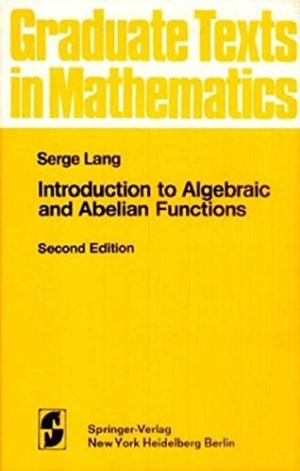 Graduate Texts
in Mathematics
Serge Lang
Introduction to Algebraic
and Abelian Functions
Second Edition
Springer-Verlag
New York Heidelberg Berlin